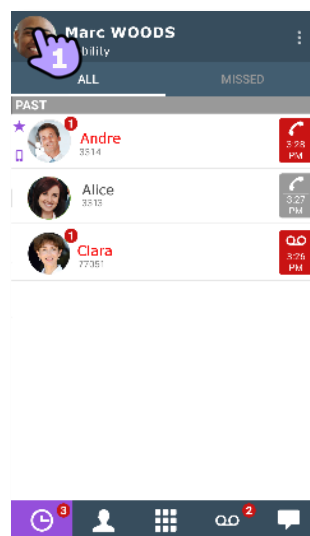 Marc WOODS
bility
1
ALL MISSED
PAST
1
Andre
3314
3:28
PM
Alice
3313
3:27
PM
1
Clara
77051
3:26
PM
3
2